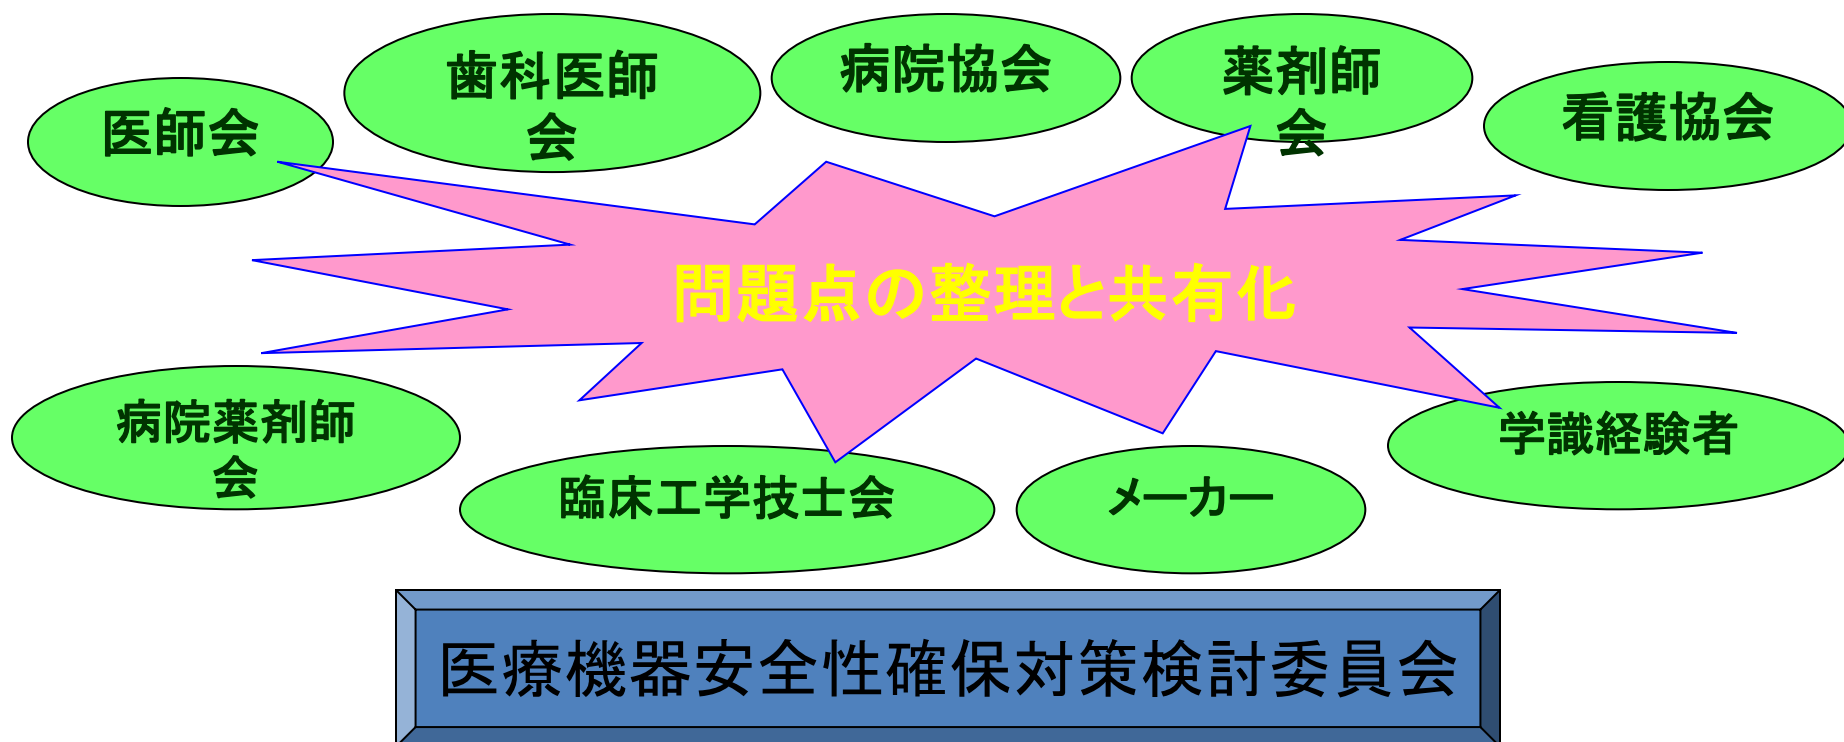 医師会
歯科医師
会
病院協会
薬剤師
会
看護協会
問題点の整理と共有化
病院薬剤師
会
臨床工学技士会
メーカー
学識経験者
医療機器安全性確保対策検討委員会